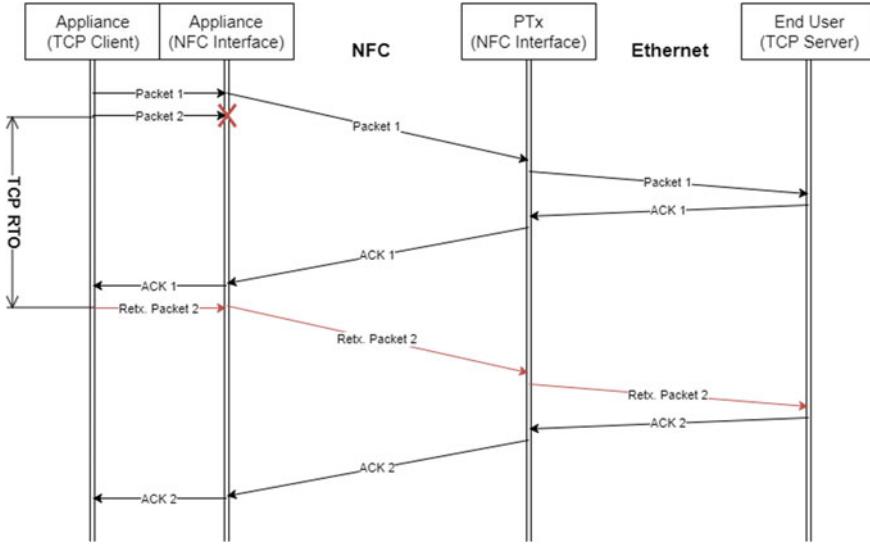 Appliance
(TCP Client)
Appliance
(NFC Interface)
NFC
PTx
(NFC Interface)
Ethernet
End User
(TCP Server)
Packet 1
Packet 2
Packet 1
Packet 1
ACK 1
TCP RTO
ACK 1
ACK 1
Retx. Packet 2
Retx. Packet 2
Retx. Packet 2
ACK 2
ACK 2
ACK 2